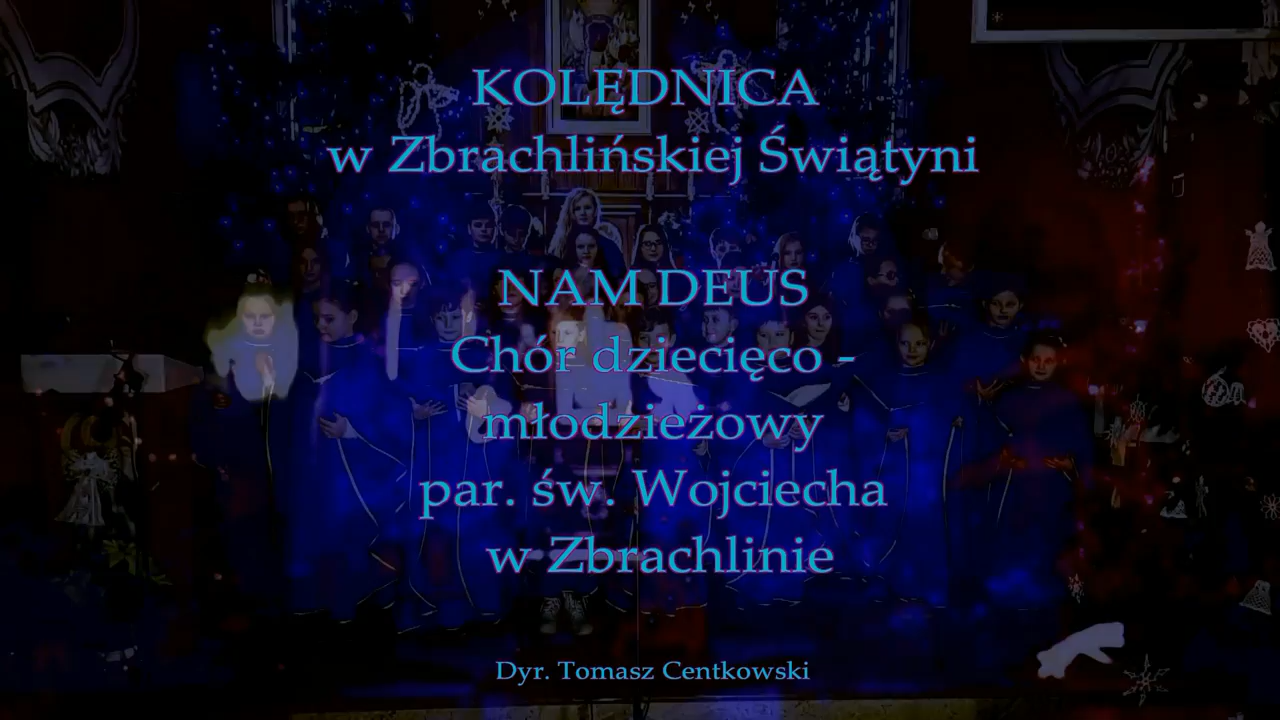 KOLĘDNICA
w Zbrachlińskiej Świątyni
NAM DEUS
Chór dziecięco -
młodzieżowy
par. św. Wojciecha
w Zbrachlinie
Dyr. Tomasz Centkowski